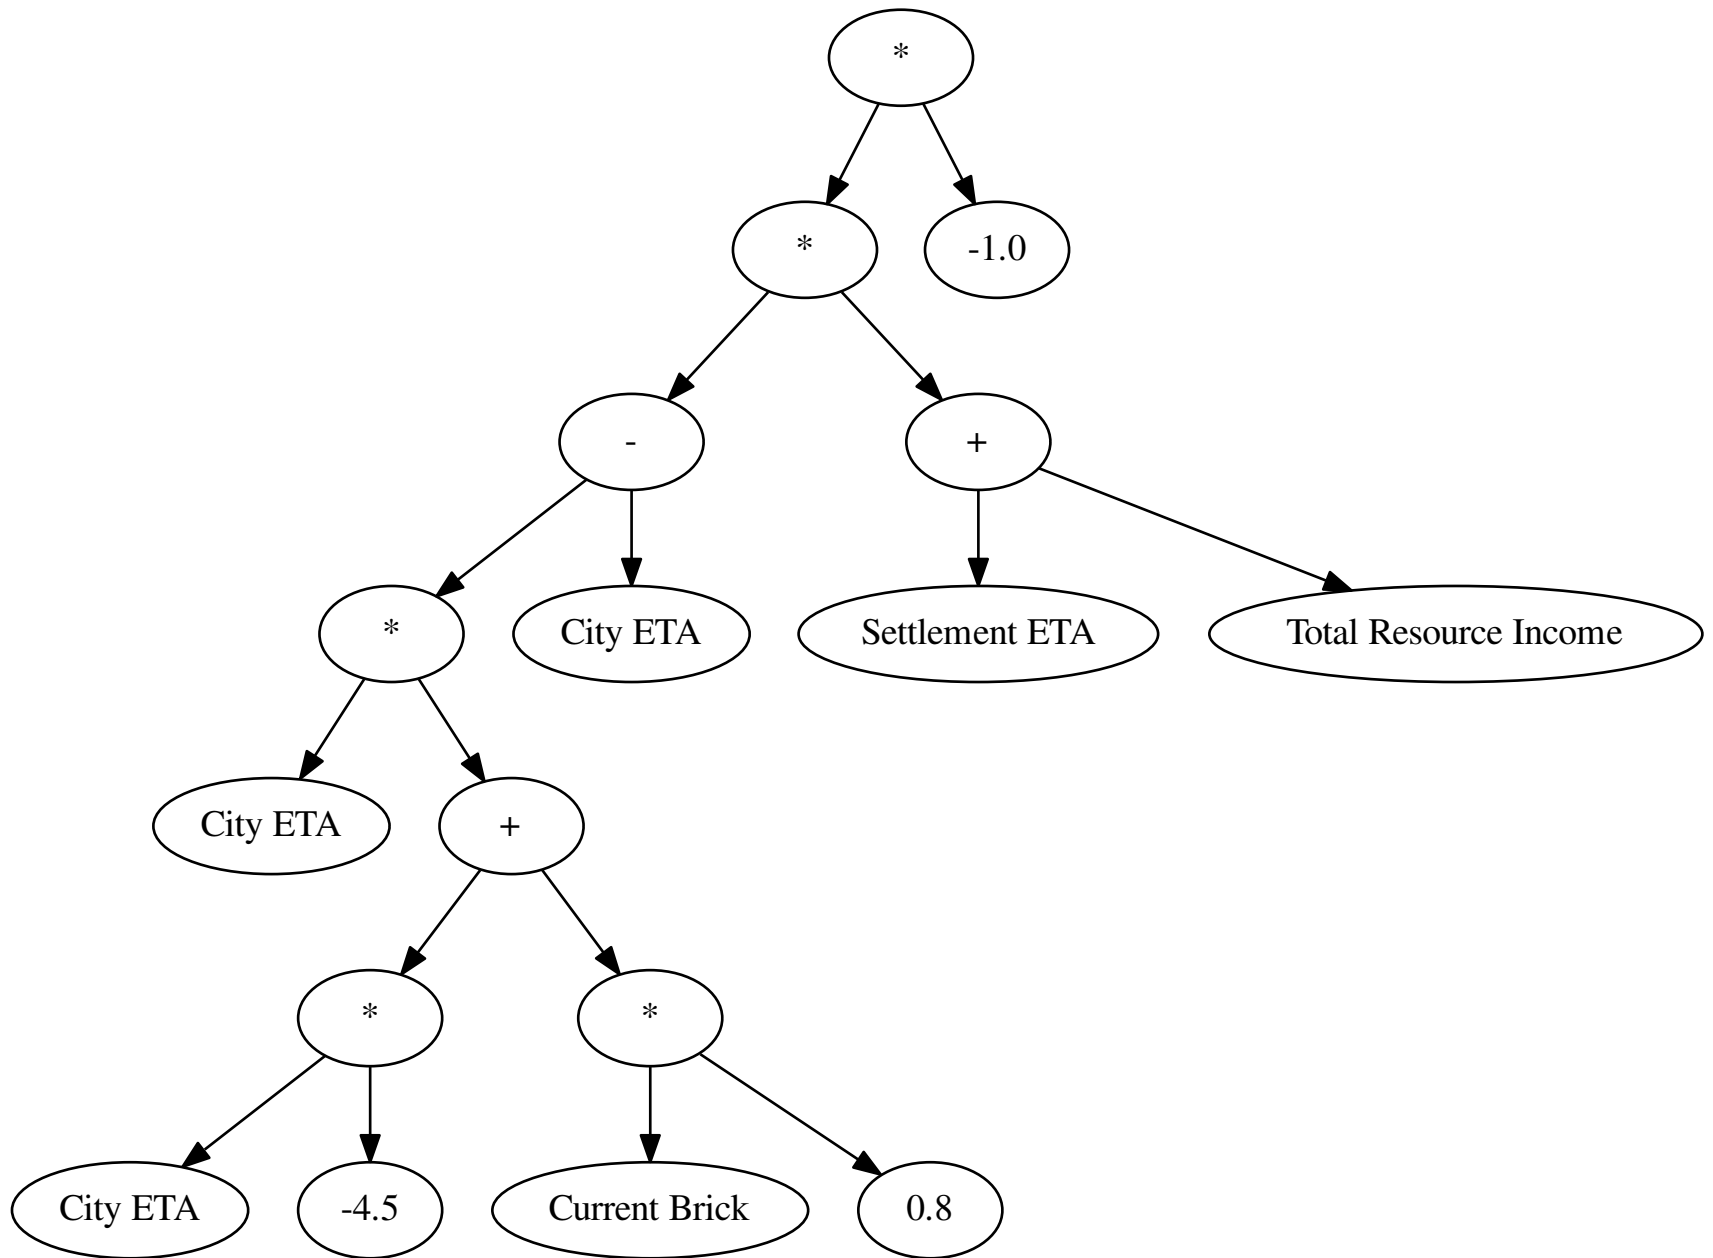 *
*
-1.0
-
+
*
City ETA
Settlement ETA
Total Resource Income
City ETA
+
*
*
City ETA
-4.5
Current Brick
0.8